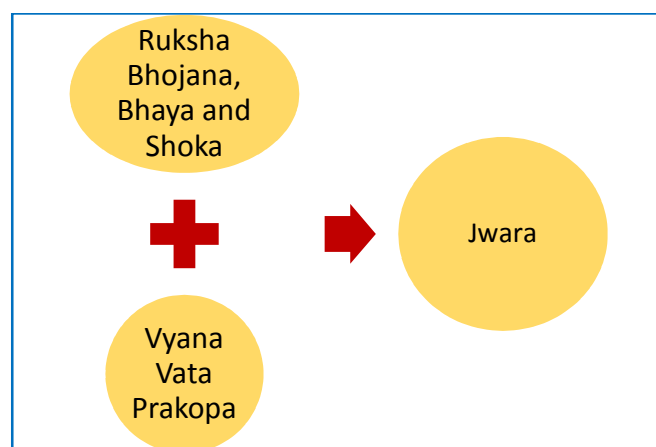 Ruksha
Bhojana,
Bhaya and
Shoka
Jwara
Vyana
Vata
Prakopa